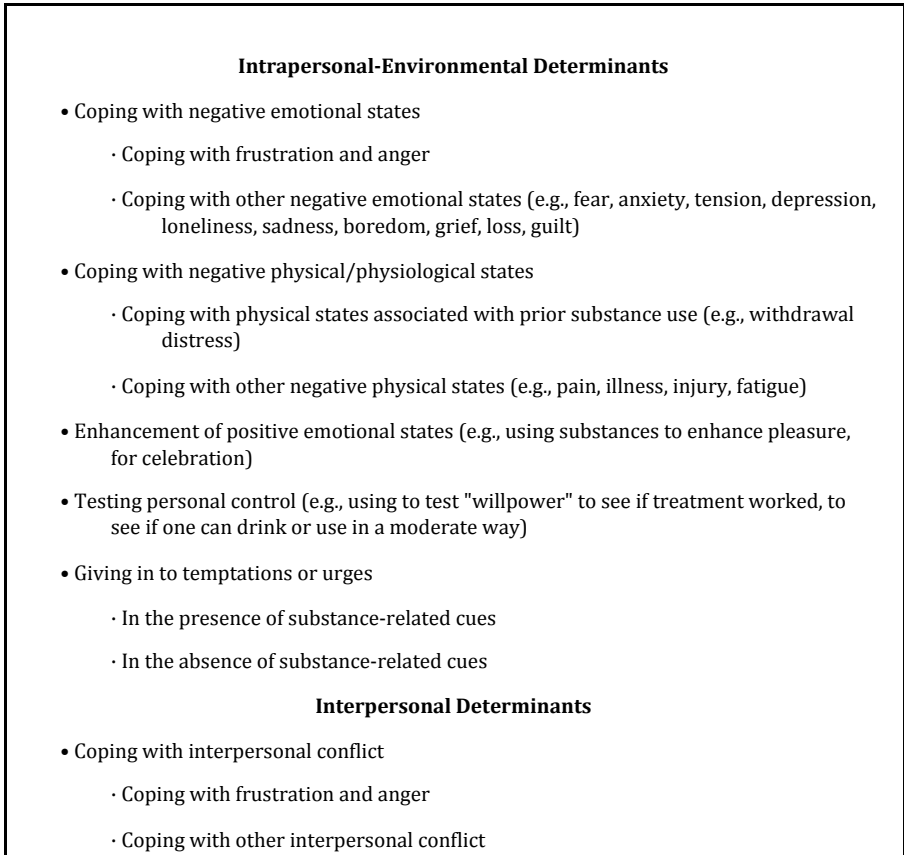 Intrapersonal-Environmental Determinants
• Coping with negative emotional states
· Coping with frustration and anger
· Coping with other negative emotional states (e.g., fear, anxiety, tension, depression,
loneliness, sadness, boredom, grief, loss, guilt)
• Coping with negative physical/physiological states
· Coping with physical states associated with prior substance use (e.g., withdrawal
distress)
· Coping with other negative physical states (e.g., pain, illness, injury, fatigue)
• Enhancement of positive emotional states (e.g., using substances to enhance pleasure,
for celebration)
• Testing personal control (e.g., using to test "willpower" to see if treatment worked, to
see if one can drink or use in a moderate way)
• Giving in to temptations or urges
· In the presence of substance-related cues
· In the absence of substance-related cues
Interpersonal Determinants
• Coping with interpersonal conflict
· Coping with frustration and anger
· Coping with other interpersonal conflict